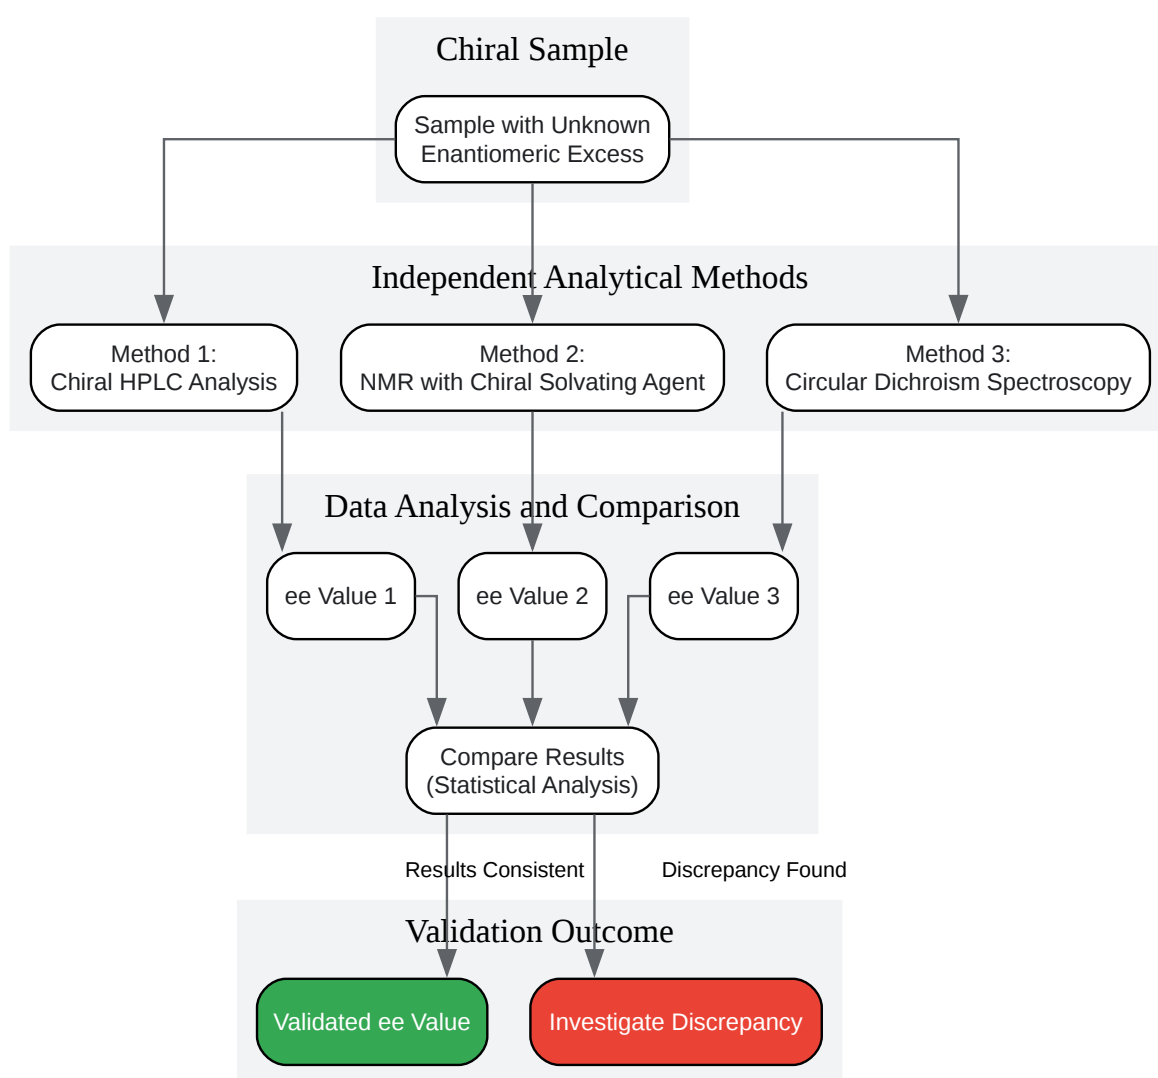 Chiral Sample
Sample with Unknown
Enantiomeric Excess
Independent Analytical Methods
Method 1:
Chiral HPLC Analysis
Method 2:
NMR with Chiral Solvating Agent
Method 3:
Circular Dichroism Spectroscopy
Data Analysis and Comparison
ee Value 1
ee Value 2
ee Value 3
Compare Results
(Statistical Analysis)
Results Consistent
Discrepancy Found
Validation Outcome
Validated ee Value
Investigate Discrepancy